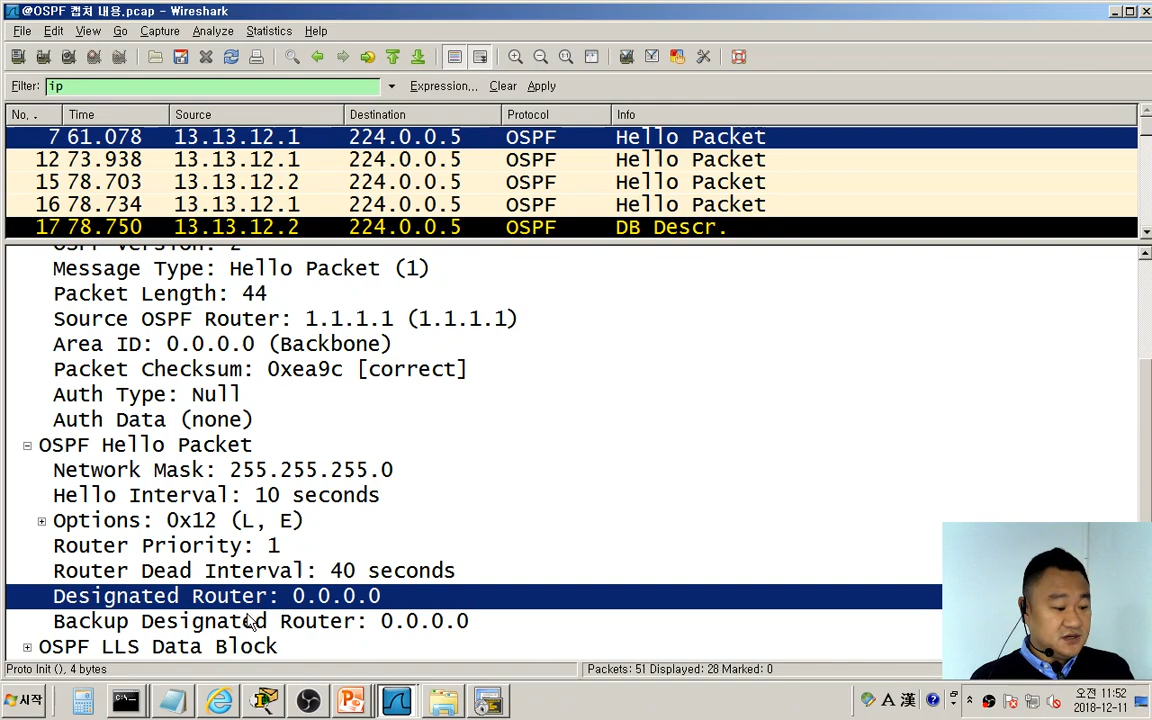 @OSPF 캡쳐 내용.pcap - Wireshark
File Edit View Go Capture Analyze Statistics Help
Filter: ip Expression... Clear Apply
No. Time Source Destination Protocol Info
7 61.078 13.13.12.1 224.0.0.5 OSPF Hello Packet
12 73.938 13.13.12.1 224.0.0.5 OSPF Hello Packet
15 78.703 13.13.12.2 224.0.0.5 OSPF Hello Packet
16 78.734 13.13.12.1 224.0.0.5 OSPF Hello Packet
17 78.750 13.13.12.2 224.0.0.5 OSPF DB Descr.
OSPF Version: 2
Message Type: Hello Packet (1)
Packet Length: 44
Source OSPF Router: 1.1.1.1 (1.1.1.1)
Area ID: 0.0.0.0 (Backbone)
Packet Checksum: 0xea9c [correct]
Auth Type: Null
Auth Data (none)
OSPF Hello Packet
Network Mask: 255.255.255.0
Hello Interval: 10 seconds
Options: 0x12 (L, E)
Router Priority: 1
Router Dead Interval: 40 seconds
Designated Router: 0.0.0.0
Backup Designated Router: 0.0.0.0
OSPF LLS Data Block
Proto Init (), 4 bytes Packets: 51 Displayed: 28 Marked: 0
시작 A 漢 오전 11:52
2018-12-11